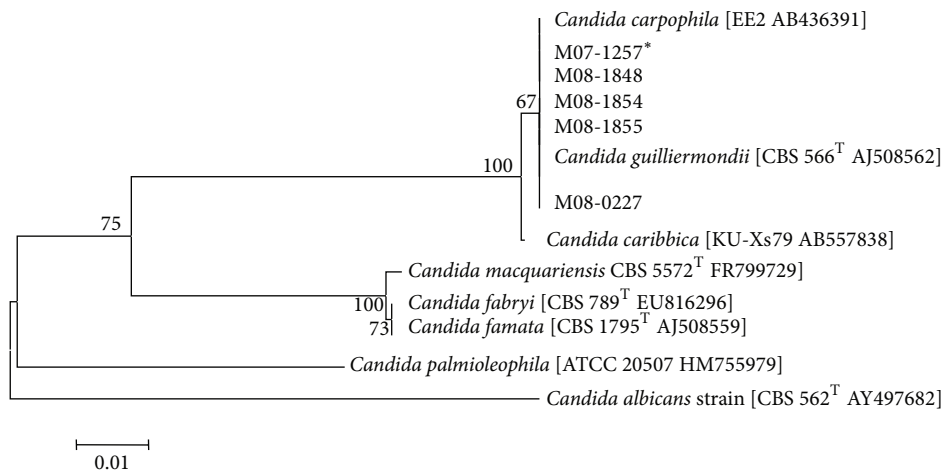 Candida carpophila [EE2 AB436391]
M07-1257*
M08-1848
67 M08-1854
M08-1855
Candida guilliermondii [CBS 566T AJ508562]
100
M08-0227
75
Candida caribbica [KU-Xs79 AB557838]
Candida macquariensis CBS 5572T FR799729]
100 Candida fabryi [CBS 789T EU816296]
73 Candida famata [CBS 1795T AJ508559]
Candida palmioleophila [ATCC 20507 HM755979]
Candida albicans strain [CBS 562T AY497682]
0.01